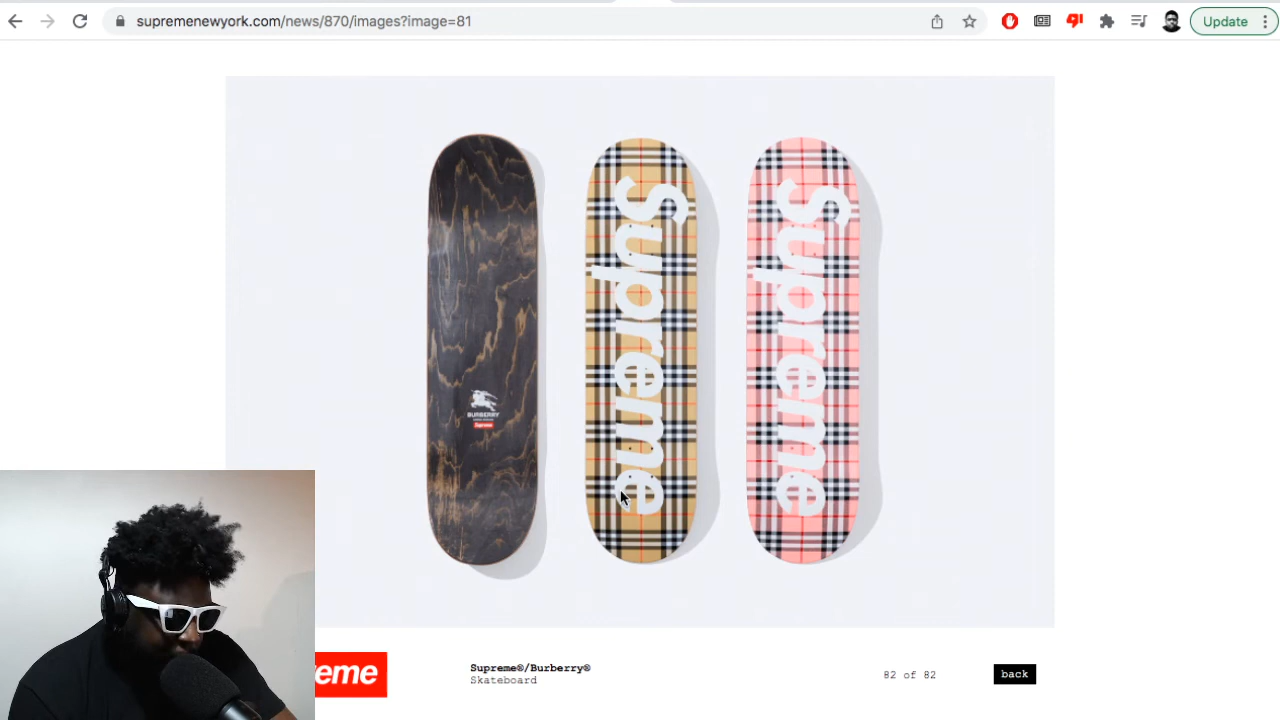 supremenewyork.com/news/870/images?image=81
Update
BURBERRY
Supreme
Supreme
Supreme
eme
Supreme®/Burberry®
Skateboard
82 of 82
back